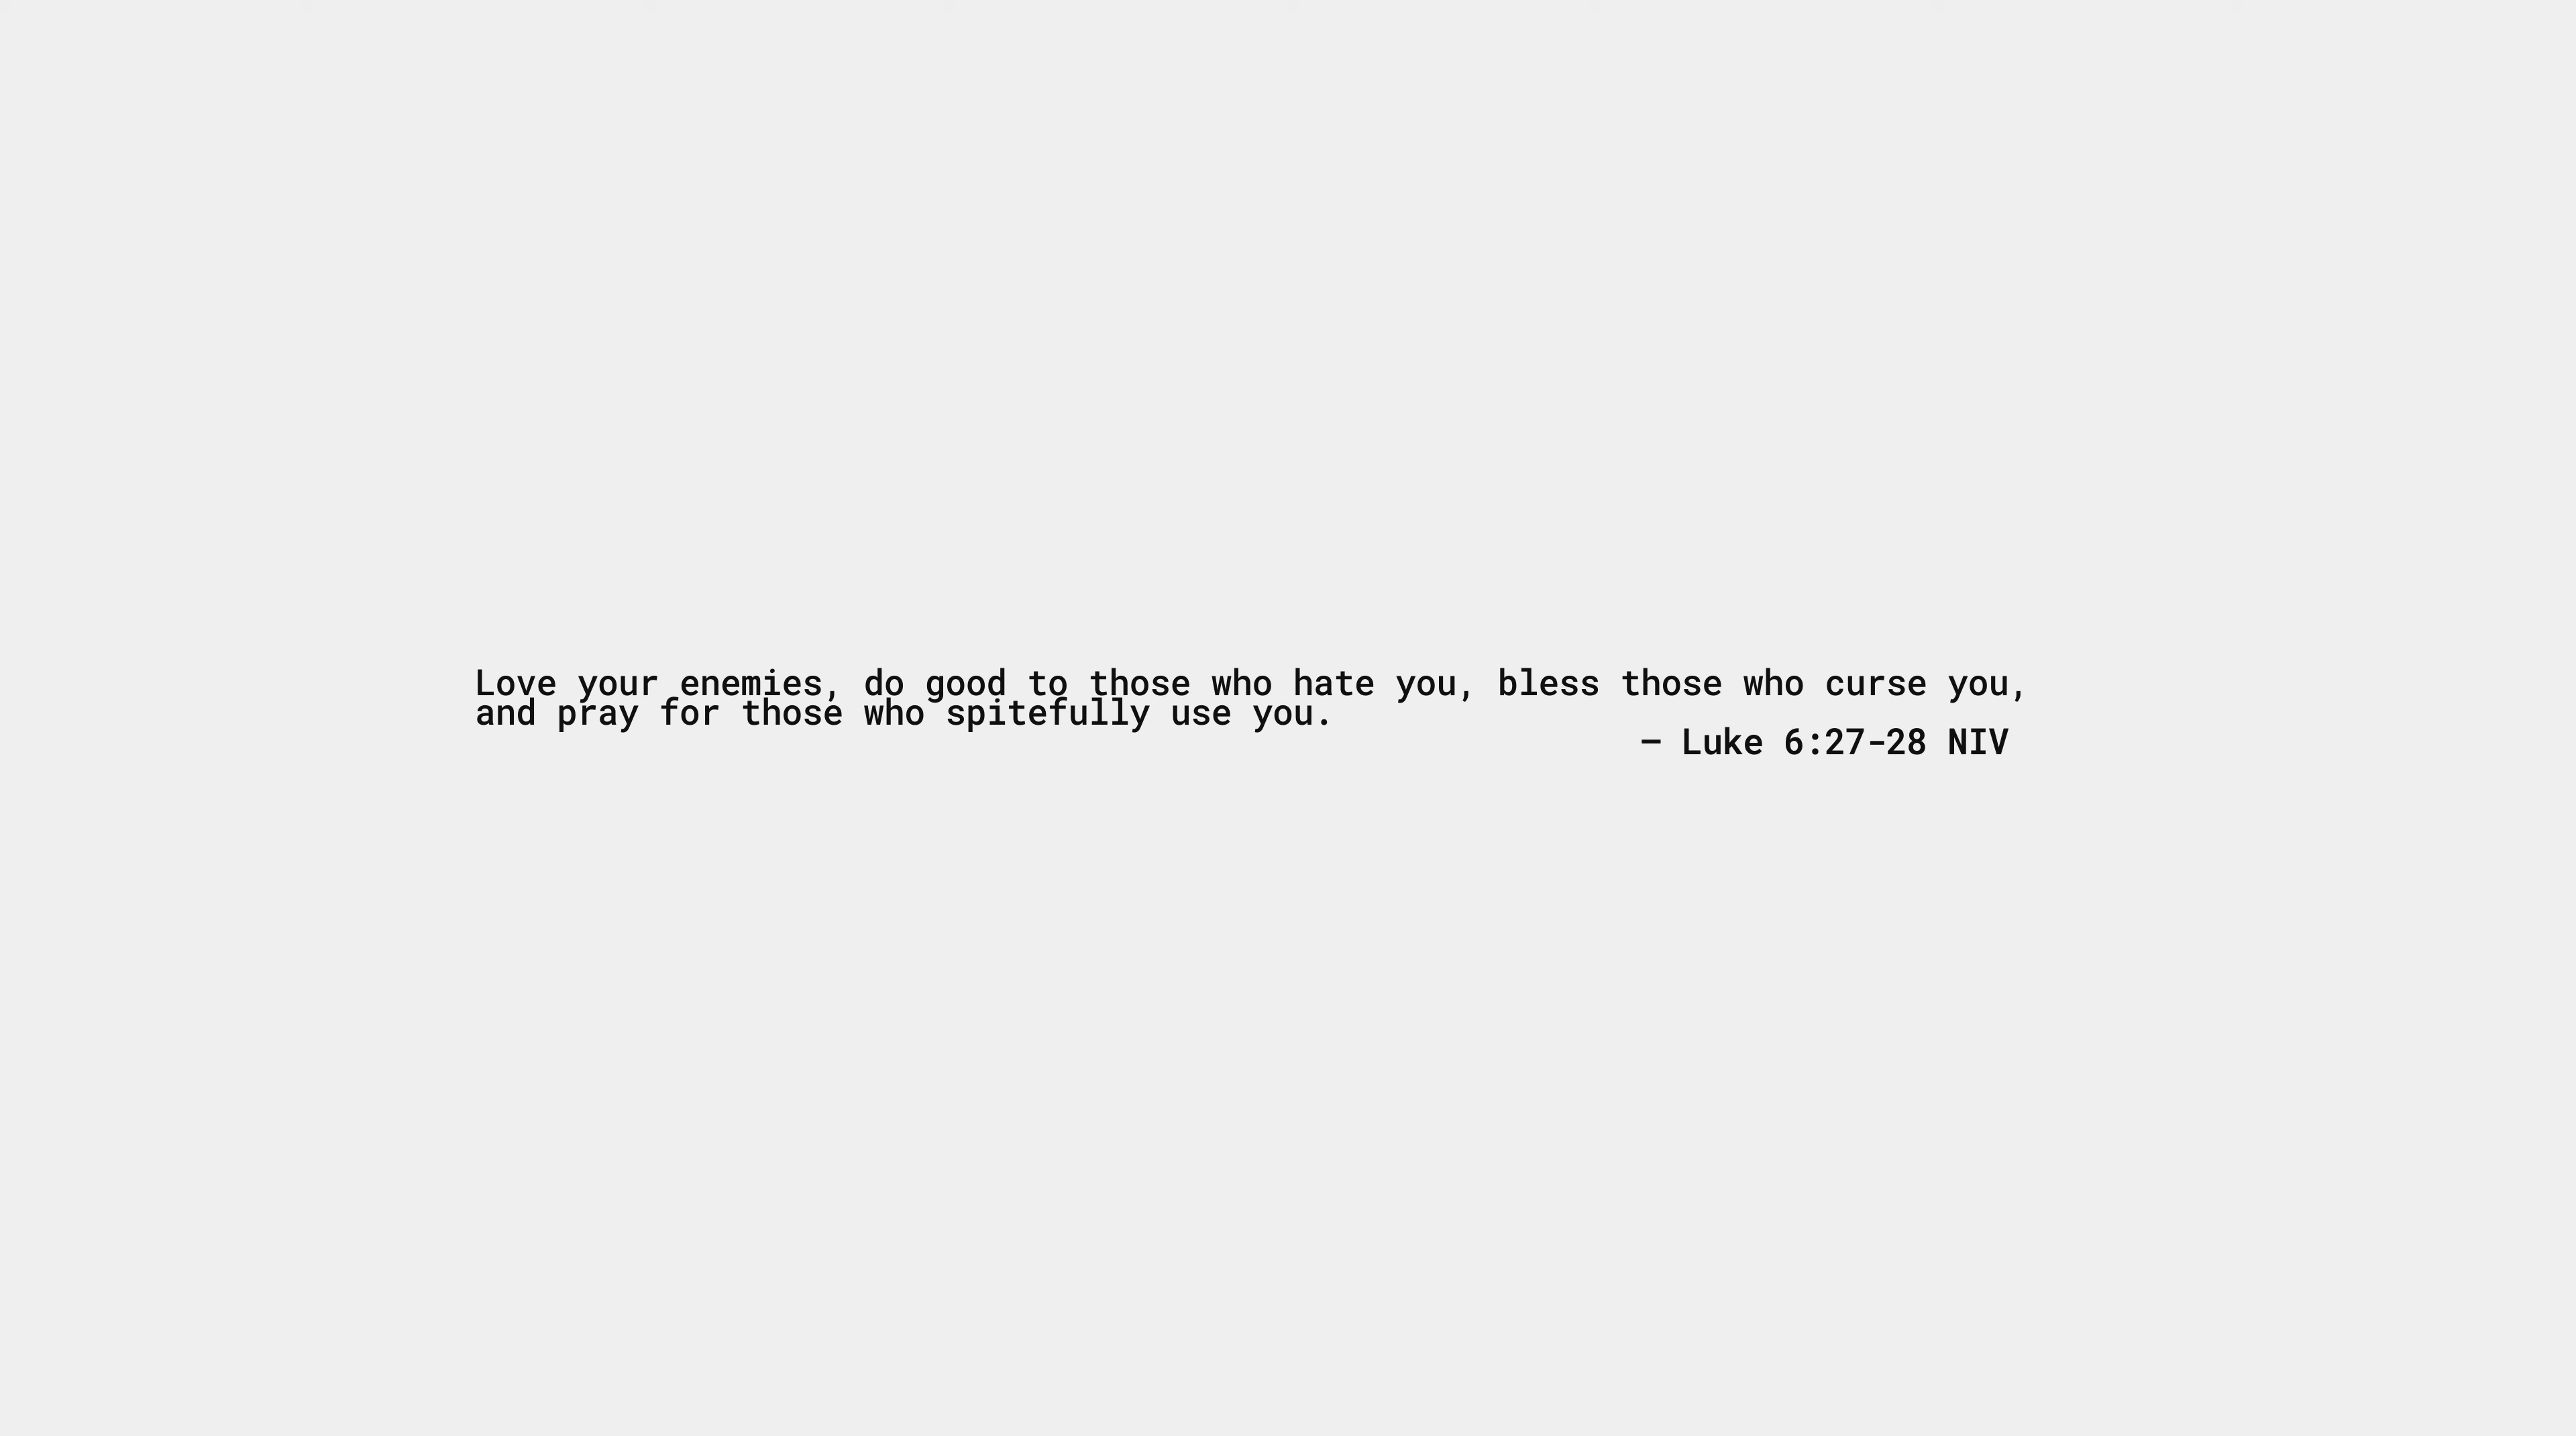 Love your enemies, do good to those who hate you, bless those who curse you,
and pray for those who spitefully use you.
— Luke 6:27-28 NIV